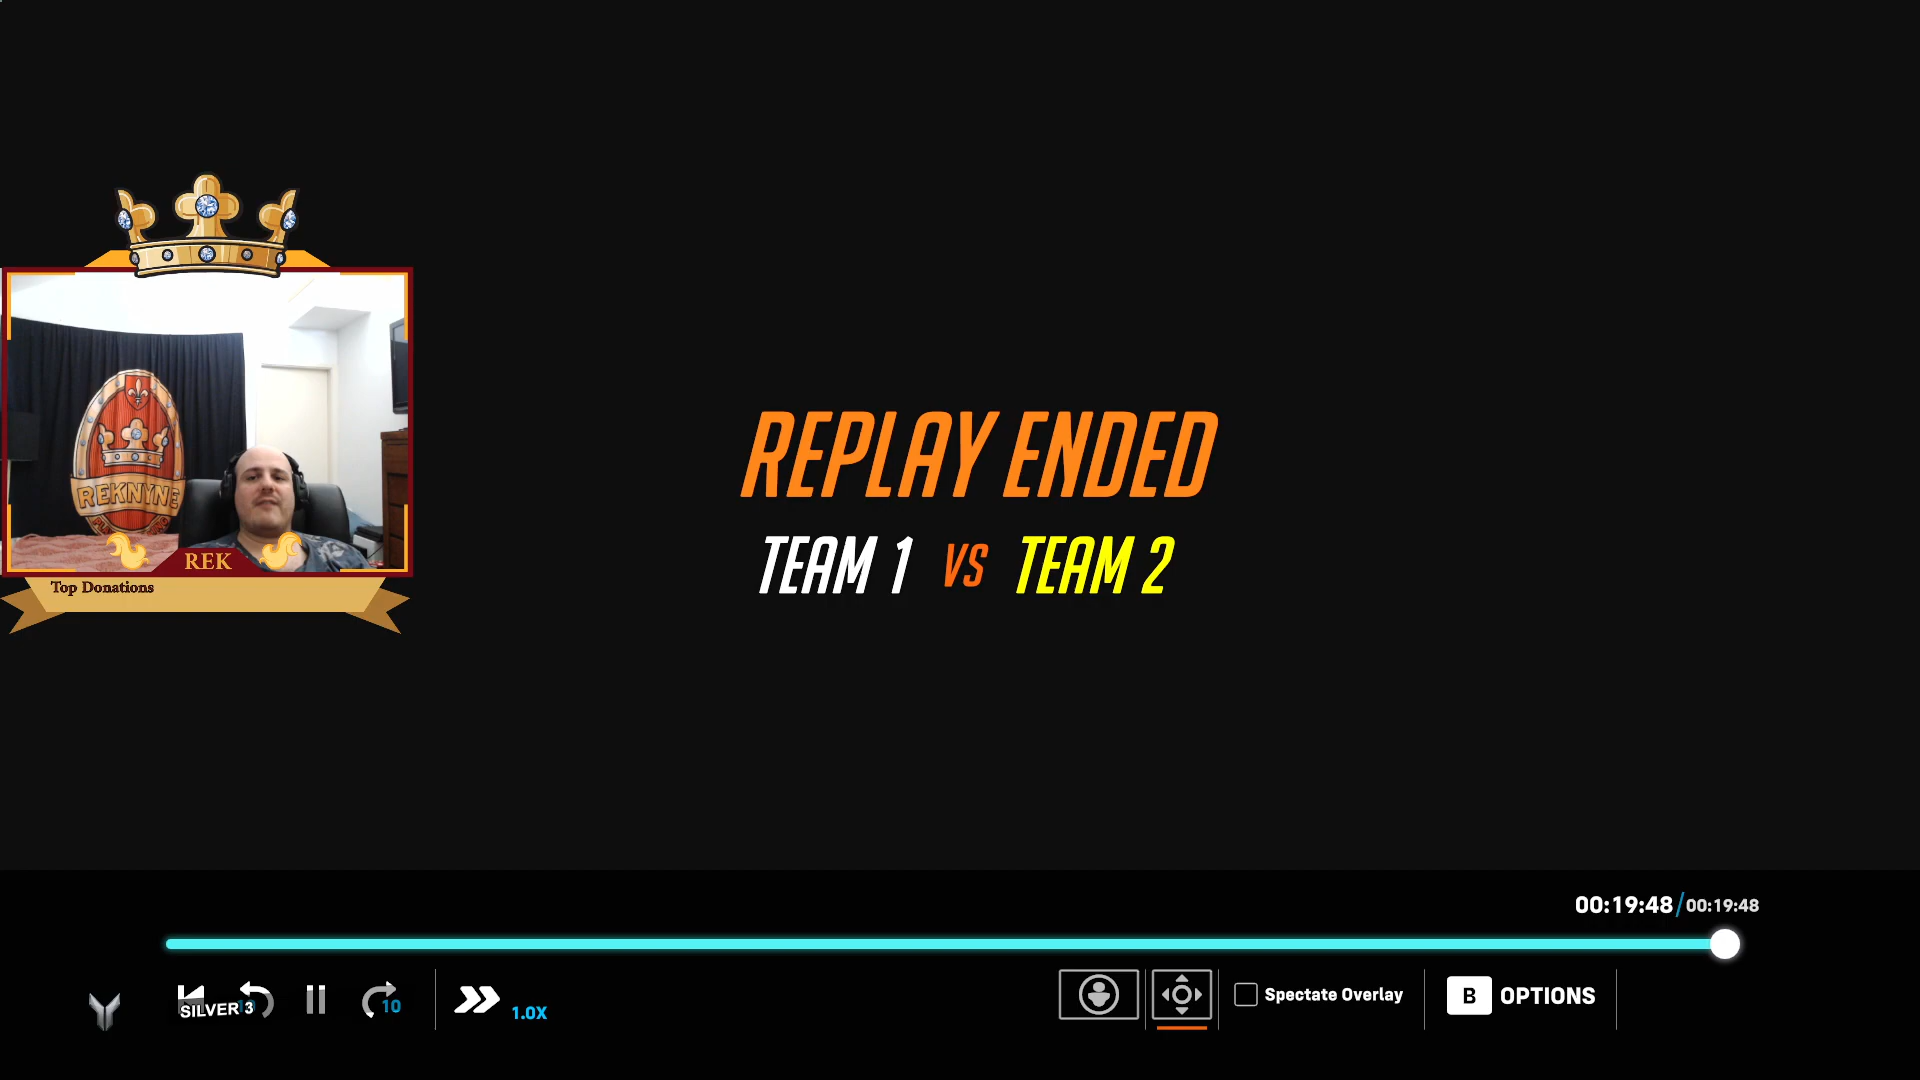 REPLAY ENDED
TEAM 1 VS TEAM 2
REKNYNE
REK
Top Donations
00:19:48/00:19:48
SILVER 3
10
1.0X
Spectate Overlay
B OPTIONS